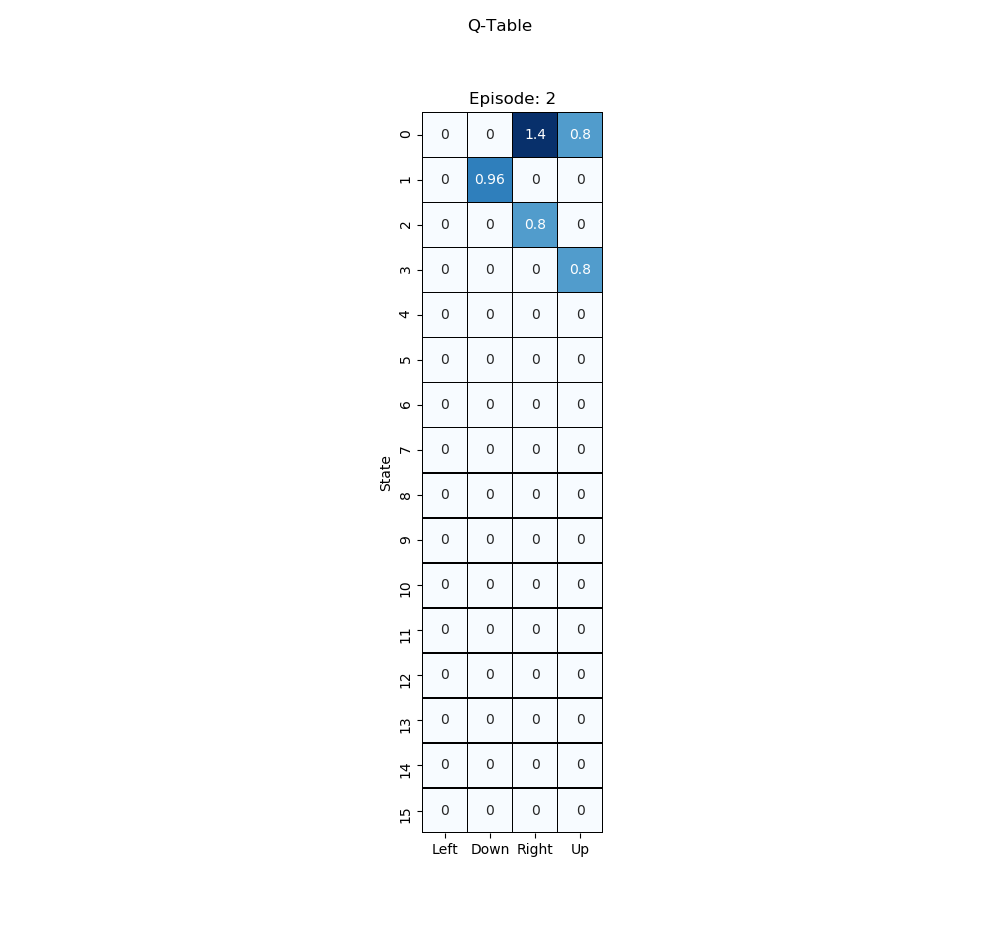 Q-Table
Episode: 2
0 0 0 1.4 0.8
1 0 0.96 0 0
2 0 0 0.8 0
3 0 0 0 0.8
4 0 0 0 0
5 0 0 0 0
6 0 0 0 0
7 0 0 0 0
State
8 0 0 0 0
9 0 0 0 0
10 0 0 0 0
11 0 0 0 0
12 0 0 0 0
13 0 0 0 0
14 0 0 0 0
15 0 0 0 0
Left Down Right Up